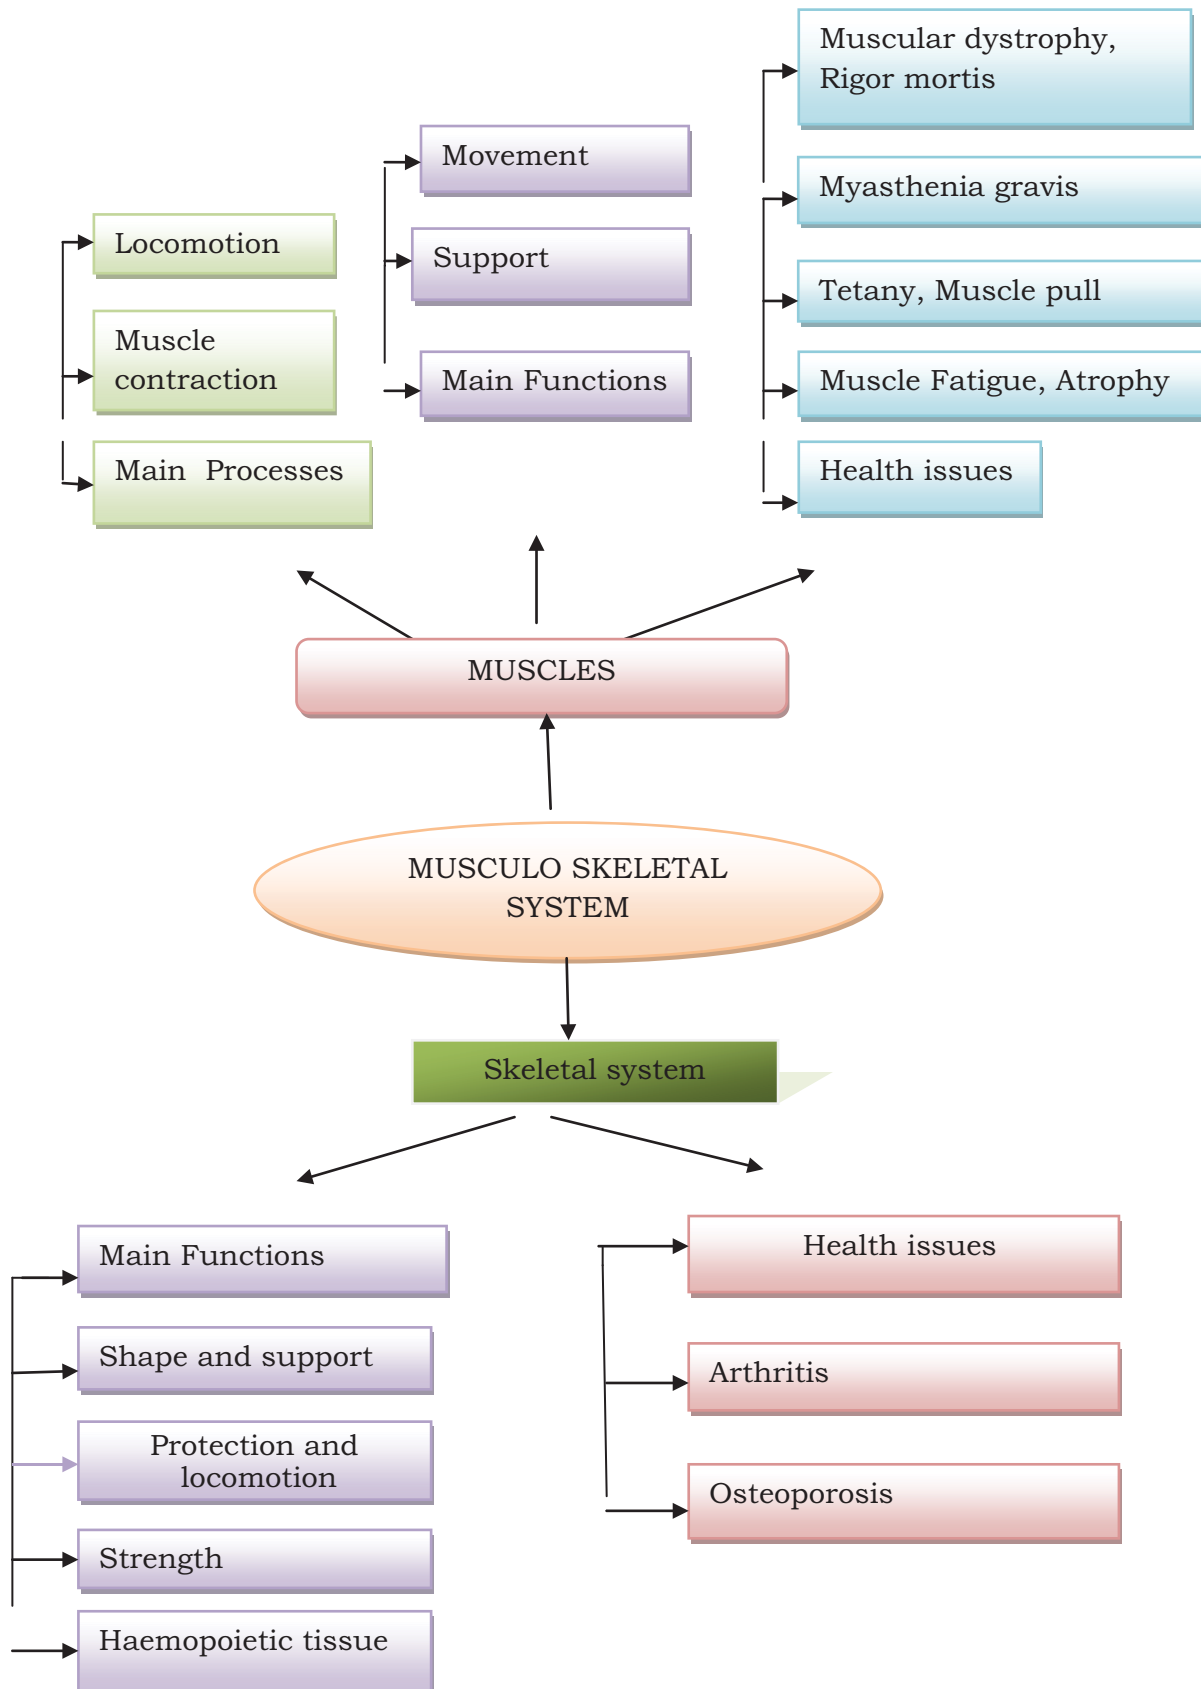 Muscular dystrophy,
Rigor mortis
Movement
Myasthenia gravis
Locomotion
Support
Tetany, Muscle pull
Muscle
contraction
Main Functions
Muscle Fatigue, Atrophy
Main  Processes
Health issues
MUSCLES
MUSCULO SKELETAL
SYSTEM
Skeletal system
Main Functions
Shape and support
Protection and
locomotion
Strength
Haemopoietic tissue
Health issues
Arthritis
Osteoporosis